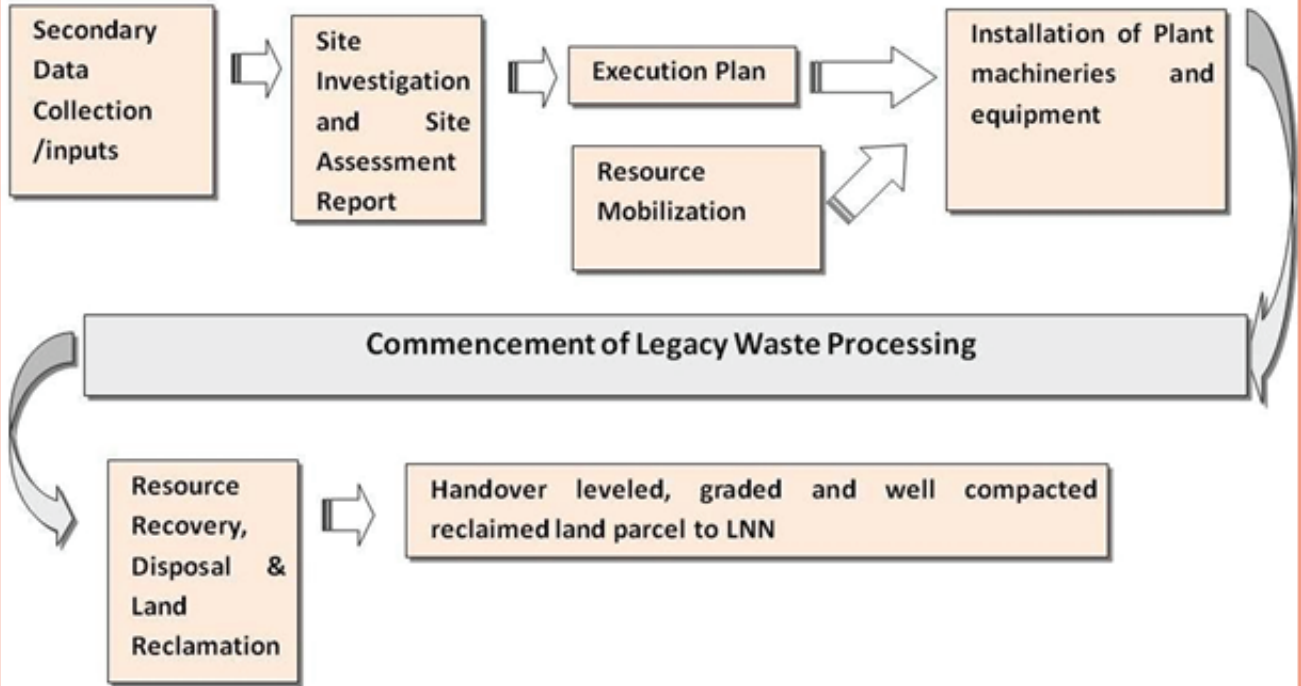 Secondary
Data
Collection
/inputs
Site
Investigation
and Site
Assessment
Report
Execution Plan
Resource
Mobilization
Installation of Plant
machineries and
equipment
Commencement of Legacy Waste Processing
Resource
Recovery,
Disposal &
Land
Reclamation
Handover leveled, graded and well compacted
reclaimed land parcel to LNN